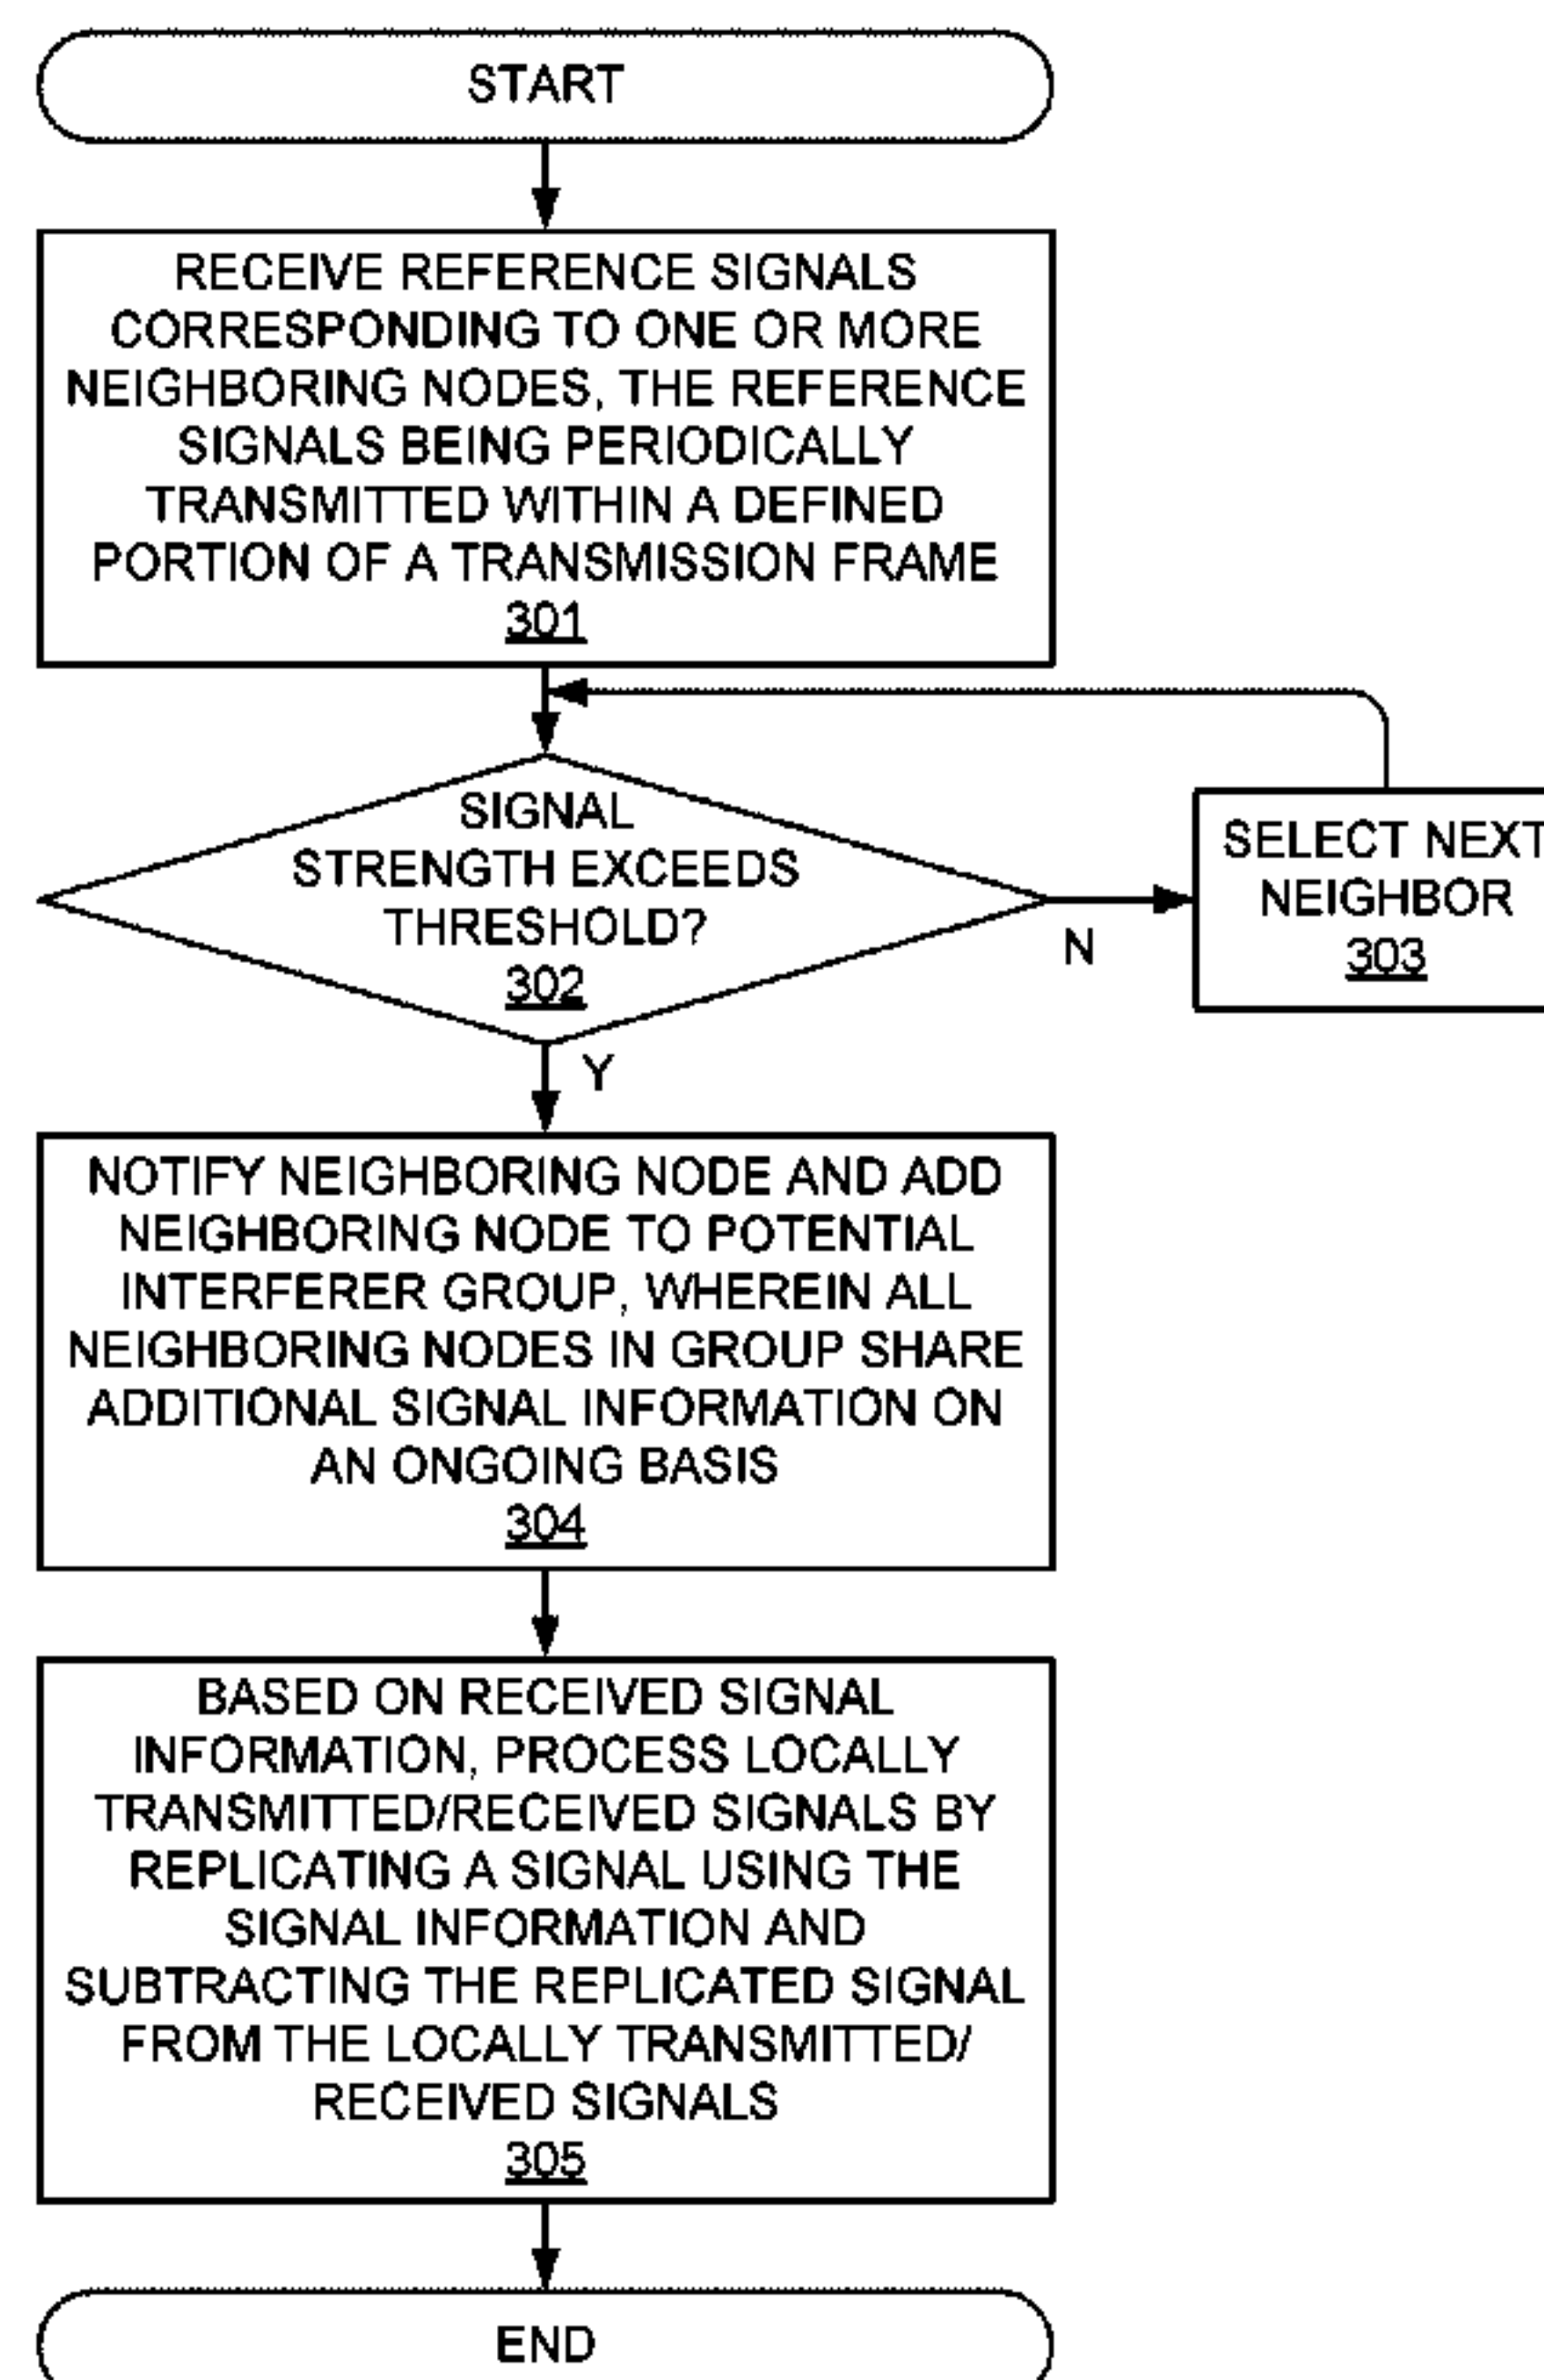 START
RECEIVE REFERENCE SIGNALS
CORRESPONDING TO ONE OR MORE
NEIGHBORING NODES, THE REFERENCE
SIGNALS BEING PERIODICALLY
TRANSMITTED WITHIN A DEFINED
PORTION OF A TRANSMISSION FRAME
301
SIGNAL
STRENGTH EXCEEDS
THRESHOLD?
302
N
SELECT NEXT
NEIGHBOR
303
Y
NOTIFY NEIGHBORING NODE AND ADD
NEIGHBORING NODE TO POTENTIAL
INTERFERER GROUP, WHEREIN ALL
NEIGHBORING NODES IN GROUP SHARE
ADDITIONAL SIGNAL INFORMATION ON
AN ONGOING BASIS
304
BASED ON RECEIVED SIGNAL
INFORMATION, PROCESS LOCALLY
TRANSMITTED/RECEIVED SIGNALS BY
REPLICATING A SIGNAL USING THE
SIGNAL INFORMATION AND
SUBTRACTING THE REPLICATED SIGNAL
FROM THE LOCALLY TRANSMITTED/
RECEIVED SIGNALS
305
END